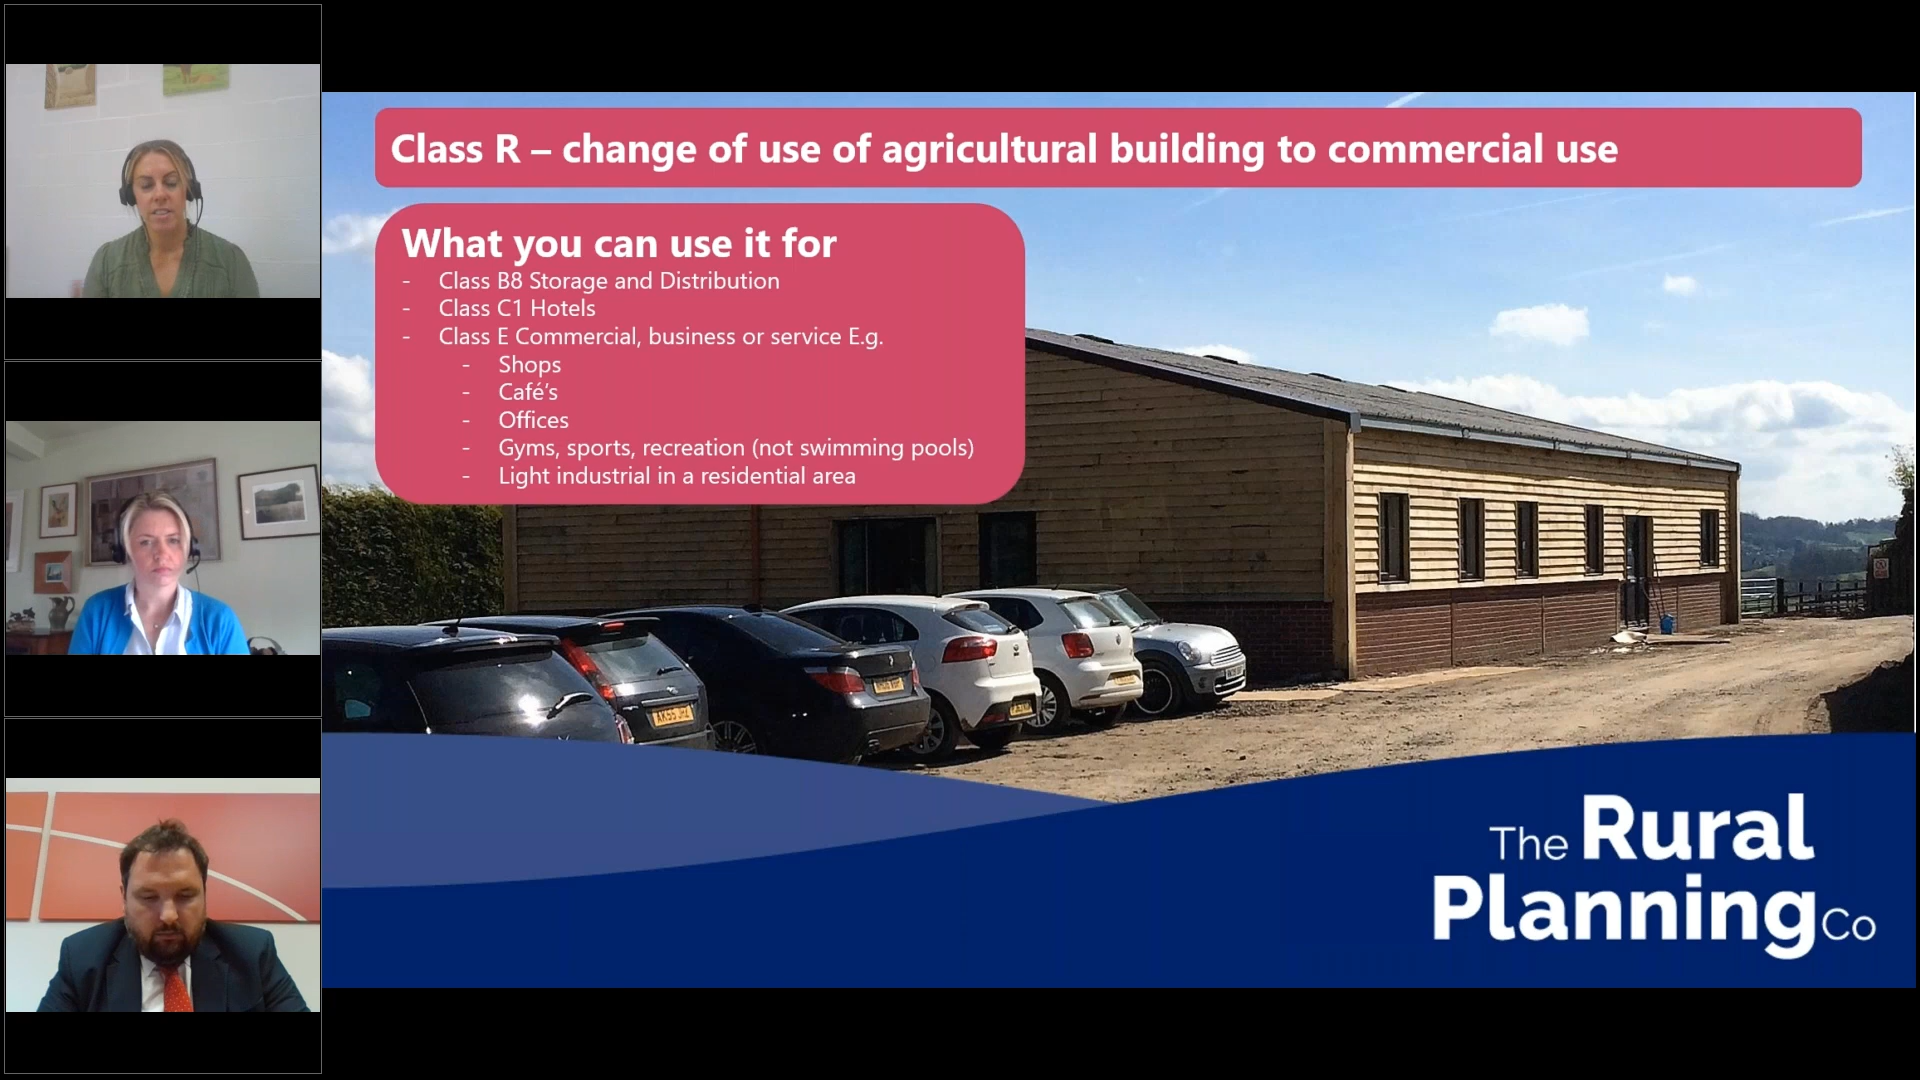 Class R – change of use of agricultural building to commercial use
What you can use it for
- Class B8 Storage and Distribution
- Class C1 Hotels
- Class E Commercial, business or service E.g.
- Shops
- Café's
- Offices
- Gyms, sports, recreation (not swimming pools)
- Light industrial in a residential area
The Rural
Planning Co